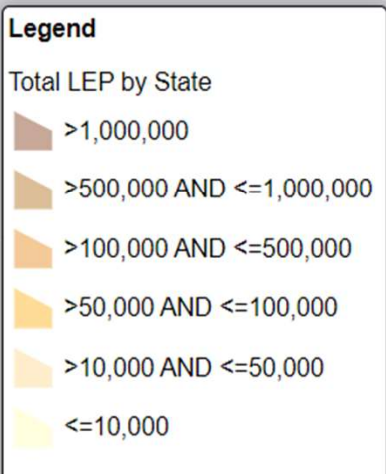 Legend
Total LEP by State
>1,000,000
>500,000 AND <=1,000,000
>100,000 AND <=500,000
>50,000 AND <=100,000
>10,000 AND <=50,000
<=10,000